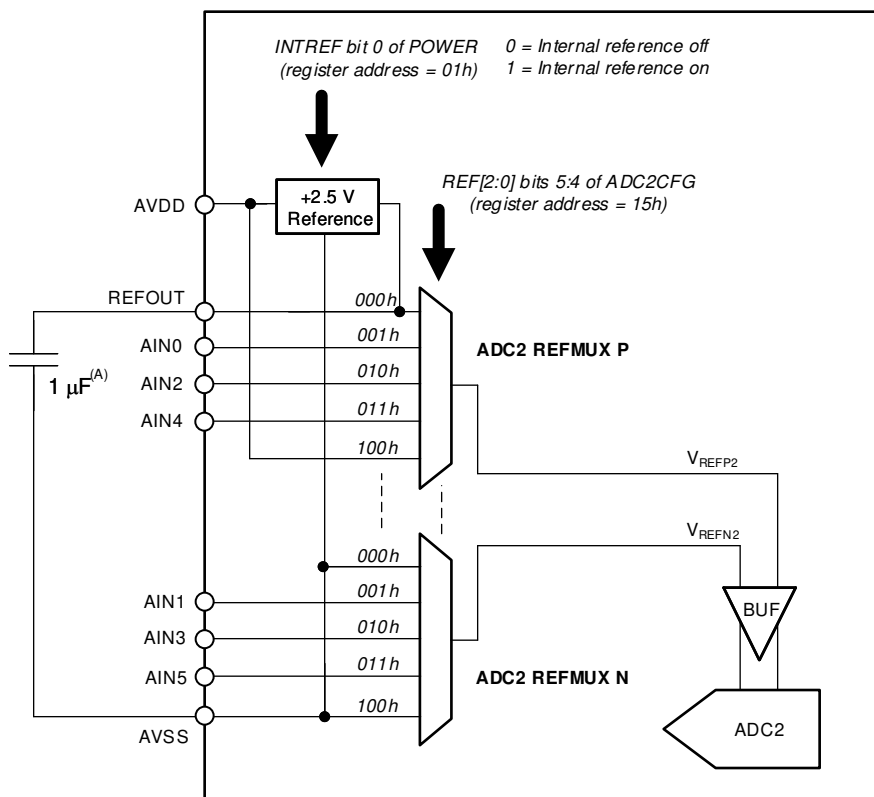 INTREF bit 0 of POWER 0 = Internal reference off
(register address = 01h) 1 = Internal reference on
+2.5 V
Reference
REF[2:0] bits 5:4 of ADC2CFG
(register address = 15h)
AVDD
REFOUT
000h
AIN0
001h
ADC2 REFMUX P
AIN2
010h
1 μF(A)
AIN4
011h
100h
VREFP2
VREFN2
000h
AIN1
001h
BUF
AIN3
010h
AIN5
011h
ADC2 REFMUX N
100h
AVSS
ADC2